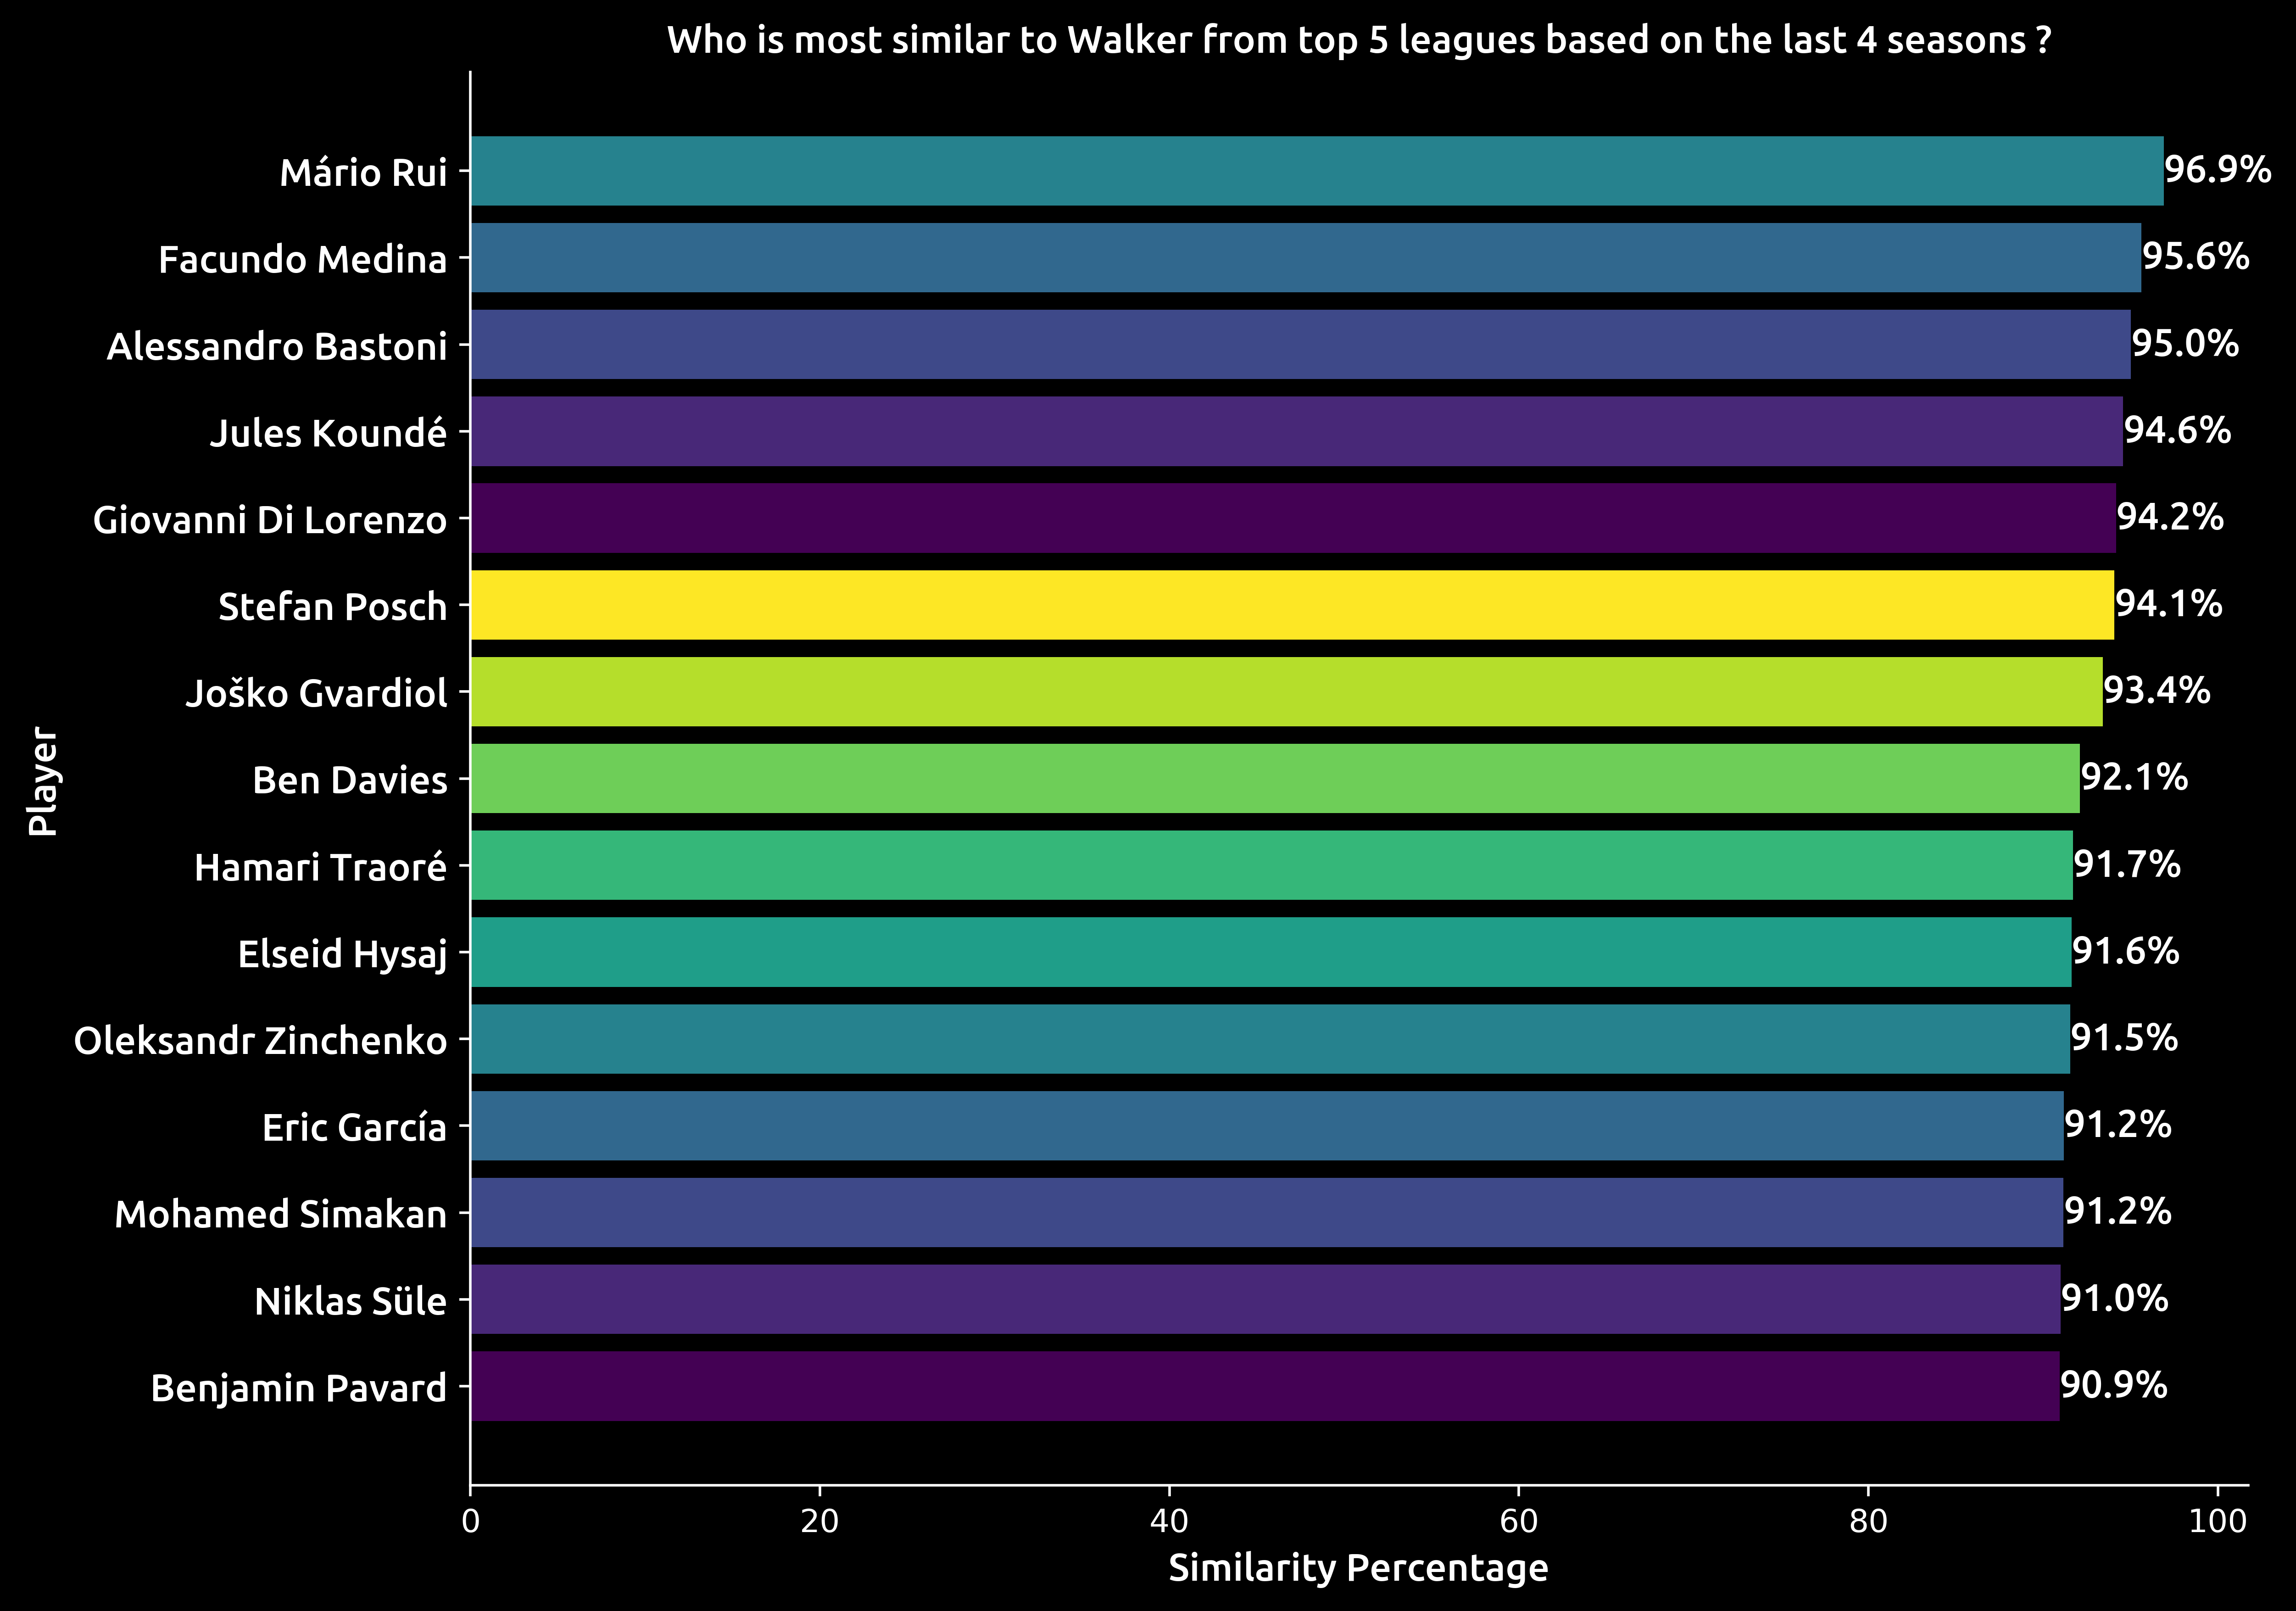 Who is most similar to Walker from top 5 leagues based on the last 4 seasons ?
Player
Mário Rui 96.9%
Facundo Medina 95.6%
Alessandro Bastoni 95.0%
Jules Koundé 94.6%
Giovanni Di Lorenzo 94.2%
Stefan Posch 94.1%
Joško Gvardiol 93.4%
Ben Davies 92.1%
Hamari Traoré 91.7%
Elseid Hysaj 91.6%
Oleksandr Zinchenko 91.5%
Eric García 91.2%
Mohamed Simakan 91.2%
Niklas Süle 91.0%
Benjamin Pavard 90.9%
0 20 40 60 80 100
Similarity Percentage